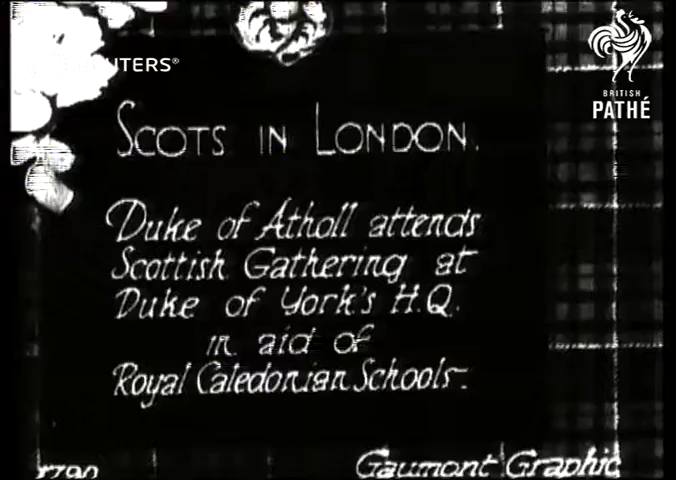 BRITISH
PATHÉ
SCOTS IN LONDON.
Duke of Atholl attends
Scottish Gathering at
Duke of York's H.Q.
in aid of
Royal Caledonian Schools.
1790
Gaumont Graphic